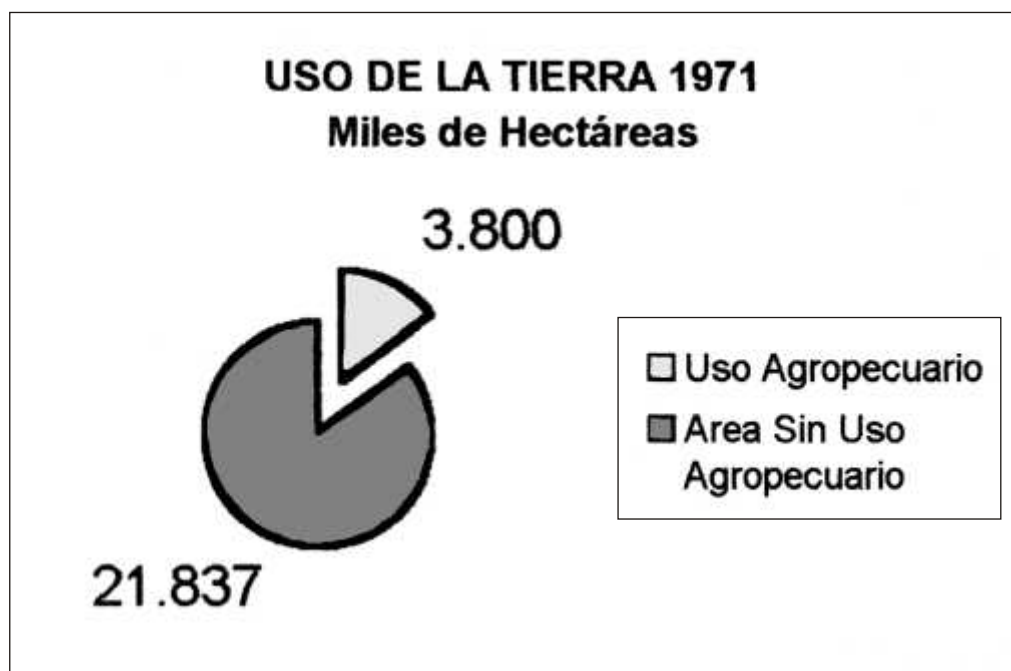 USO DE LA TIERRA 1971
Miles de Hectáreas
3.800
Uso Agropecuario
Area Sin Uso
Agropecuario
21.837